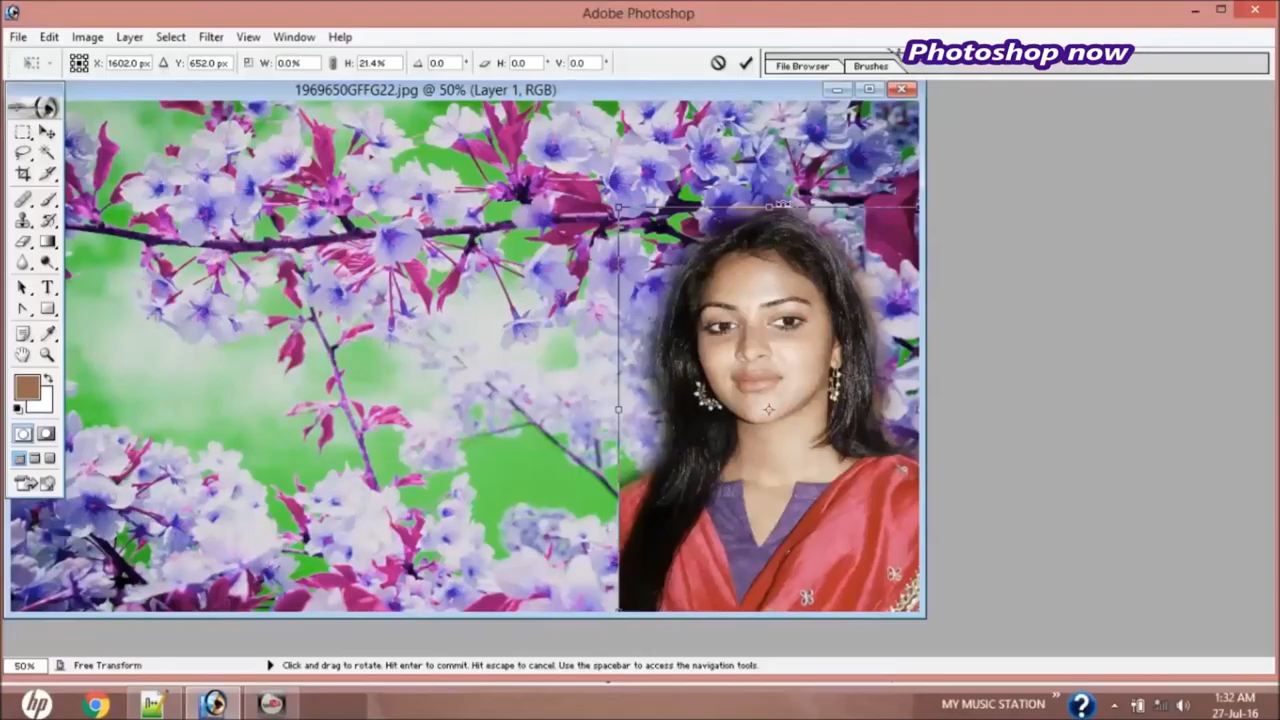 Adobe Photoshop
File Edit Image Layer Select Filter View Window Help
X: 1602.0 px Y: 652.0 px W: 0.0% H: 21.4% 0.0 ° H: 0.0 V: 0.0 °
File Browser Brushes
Photoshop now
1969650GFFG22.jpg @ 50% (Layer 1, RGB)
T
50% Free Transform Click and drag to rotate. Hit enter to commit. Hit escape to cancel. Use the spacebar to access the navigation tools.
hp
MY MUSIC STATION
1:32 AM
27-Jul-16